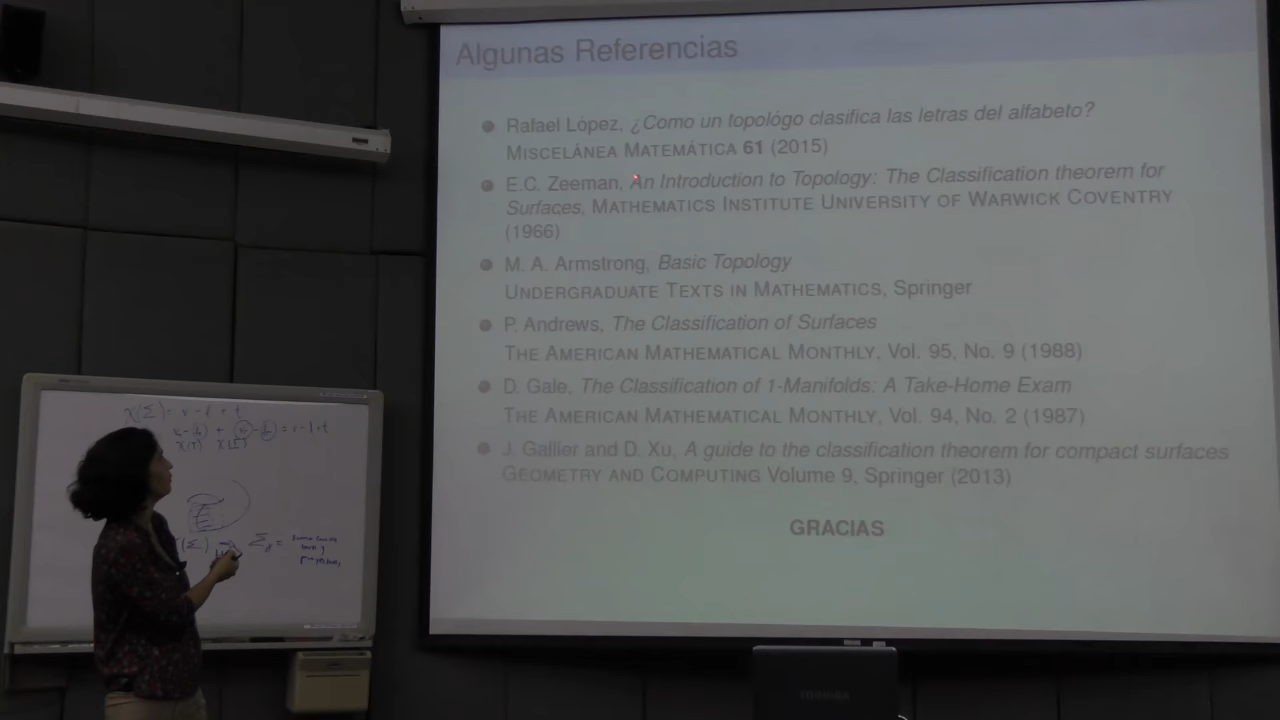 Algunas Referencias
Rafael López, ¿Como un topológo clasifica las letras del alfabeto?
MISCELÁNEA MATEMÁTICA 61 (2015)
E.C. Zeeman, An Introduction to Topology: The Classification theorem for
Surfaces, MATHEMATICS INSTITUTE UNIVERSITY OF WARWICK COVENTRY
(1966)
M. A. Armstrong, Basic Topology
UNDERGRADUATE TEXTS IN MATHEMATICS, Springer
P. Andrews, The Classification of Surfaces
THE AMERICAN MATHEMATICAL MONTHLY, Vol. 95, No. 9 (1988)
D. Gale, The Classification of 1-Manifolds: A Take-Home Exam
THE AMERICAN MATHEMATICAL MONTHLY, Vol. 94, No. 2 (1987)
J. Gallier and D. Xu, A guide to the classification theorem for compact surfaces
GEOMETRY AND COMPUTING Volume 9, Springer (2013)
GRACIAS
χ(Σ) = v - l + t
TOSHIBA